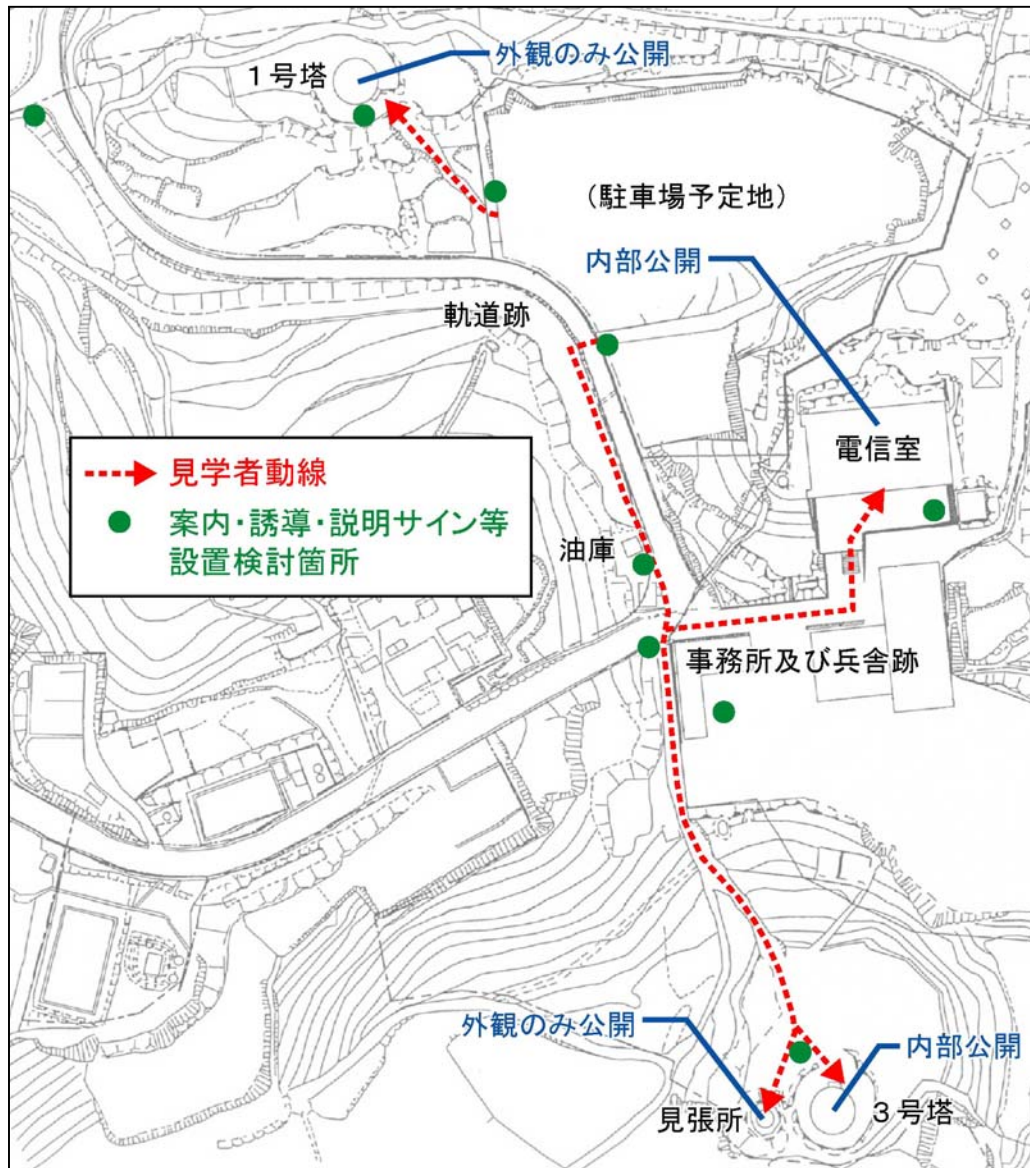 外観のみ公開
１号塔
（駐車場予定地）
内部公開
軌道跡
電信室
見学者動線
案内・誘導・説明サイン等
設置検討箇所
油庫
事務所及び兵舎跡
外観のみ公開
内部公開
見張所
３号塔